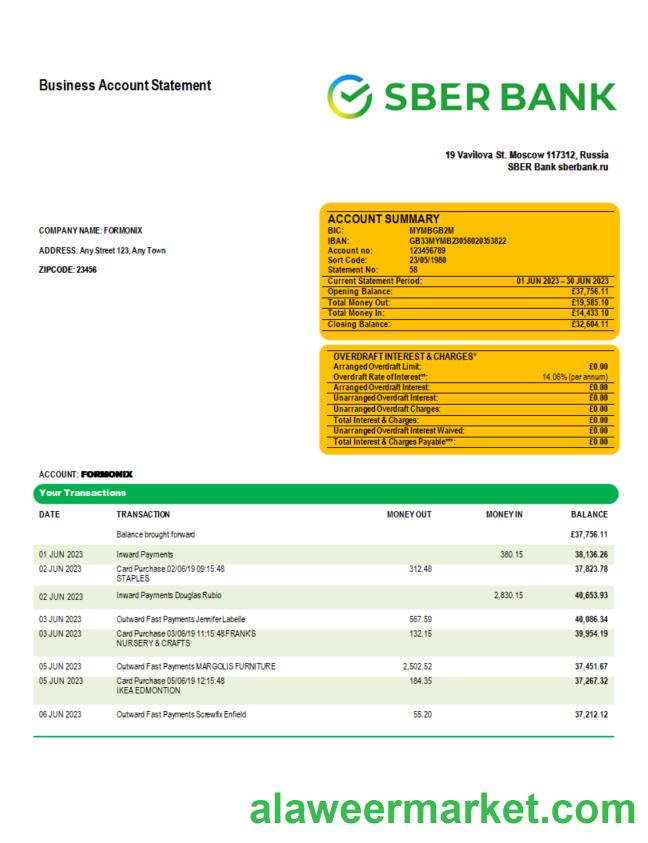 Business Account Statement
SBER BANK
19 Vavilova St. Moscow 117312, Russia
SBER Bank sberbank.ru
COMPANY NAME: FORMONIX
ADDRESS: Any Street 123, Any Town
ZIPCODE: 23456
ACCOUNT SUMMARY
BIC: MYMBGB2M
IBAN: GB33MYMB23058020353822
Account no: 123456789
Sort Code: 23/05/1980
Statement No: 58
Current Statement Period: 01 JUN 2023 – 30 JUN 2023
Opening Balance: £37,756.11
Total Money Out: £19,585.10
Total Money In: £14,433.10
Closing Balance: £32,604.11
OVERDRAFT INTEREST & CHARGES*
Arranged Overdraft Limit: £0.00
Overdraft Rate of Interest**: 14.06% (per annum)
Arranged Overdraft Interest: £0.00
Unarranged Overdraft Interest: £0.00
Unarranged Overdraft Charges: £0.00
Total Interest & Charges: £0.00
Unarranged Overdraft Interest Waived: £0.00
Total Interest & Charges Payable***: £0.00
ACCOUNT: FORMONIX
Your Transactions
DATE TRANSACTION MONEY OUT MONEY IN BALANCE
Balance brought forward £37,756.11
01 JUN 2023 Inward Payments 380.15 38,136.26
02 JUN 2023 Card Purchase 02/06/19 09:15:48 312.48 37,823.78
STAPLES
02 JUN 2023 Inward Payments Douglas Rubio 2,830.15 40,653.93
03 JUN 2023 Outward Fast Payments Jennifer Labelle 567.59 40,086.34
03 JUN 2023 Card Purchase 03/06/19 11:15:48 FRANK'S 132.15 39,954.19
NURSERY & CRAFTS
05 JUN 2023 Outward Fast Payments MARGOLIS FURNITURE 2,502.52 37,451.67
05 JUN 2023 Card Purchase 05/06/19 12:15:48 184.35 37,267.32
IKEA EDMONTION
06 JUN 2023 Outward Fast Payments Screwfix Enfield 55.20 37,212.12
alaweermarket.com